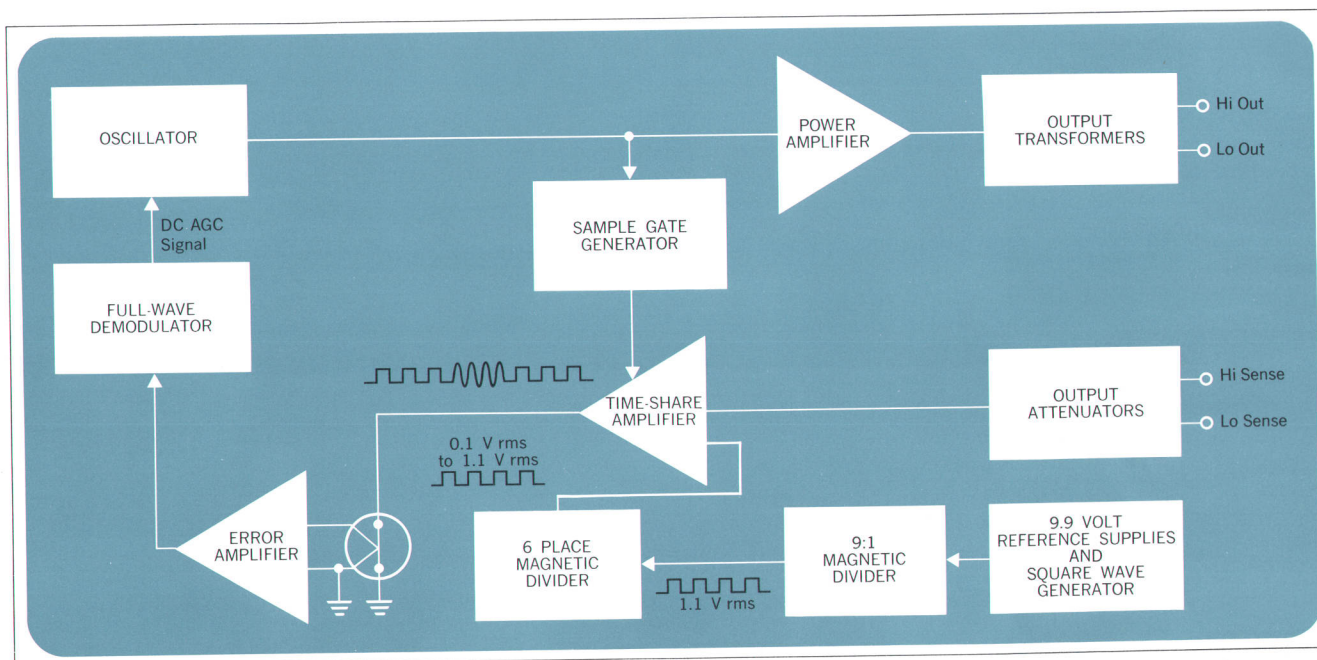 OSCILLATOR
POWER
AMPLIFIER
OUTPUT
TRANSFORMERS
Hi Out
Lo Out
DC AGC
Signal
SAMPLE GATE
GENERATOR
FULL-WAVE
DEMODULATOR
TIME-SHARE
AMPLIFIER
OUTPUT
ATTENUATORS
Hi Sense
Lo Sense
0.1 V rms
to 1.1 V rms
ERROR
AMPLIFIER
6 PLACE
MAGNETIC
DIVIDER
1.1 V rms
9:1
MAGNETIC
DIVIDER
9.9 VOLT
REFERENCE SUPPLIES
AND
SQUARE WAVE
GENERATOR